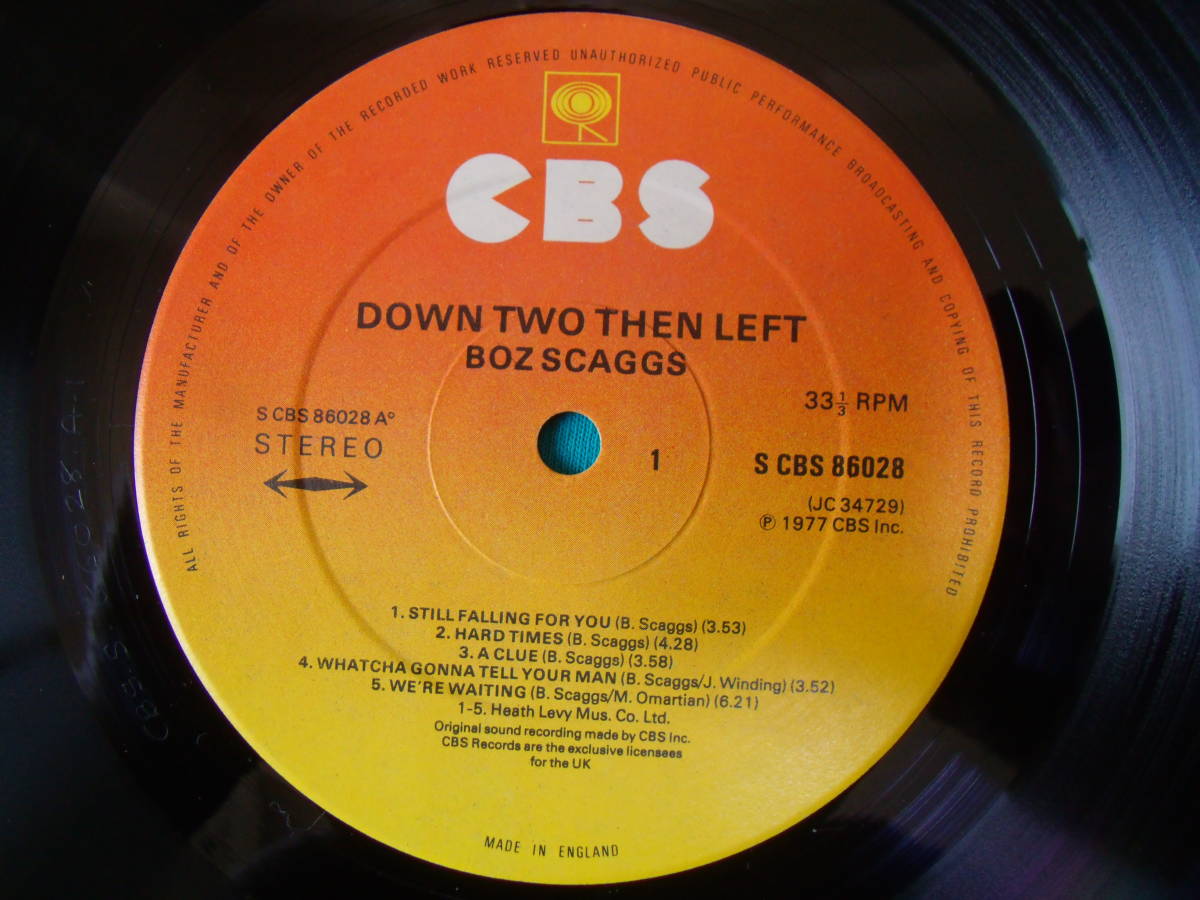 ALL RIGHTS OF THE MANUFACTURER AND OF THE OWNER OF THE RECORDED WORK RESERVED UNAUTHORIZED PUBLIC PERFORMANCE BROADCASTING AND COPYING OF THIS RECORD PROHIBITED
CBS
DOWN TWO THEN LEFT
BOZ SCAGGS
S CBS 86028 A°
STEREO
1
33⅓ RPM
S CBS 86028
(JC 34729)
℗ 1977 CBS Inc.
1. STILL FALLING FOR YOU (B. Scaggs) (3.53)
2. HARD TIMES (B. Scaggs) (4.28)
3. A CLUE (B. Scaggs) (3.58)
4. WHATCHA GONNA TELL YOUR MAN (B. Scaggs/J. Winding) (3.52)
5. WE'RE WAITING (B. Scaggs/M. Omartian) (6.21)
1-5. Heath Levy Mus. Co. Ltd.
Original sound recording made by CBS Inc.
CBS Records are the exclusive licensees
for the UK
MADE IN ENGLAND